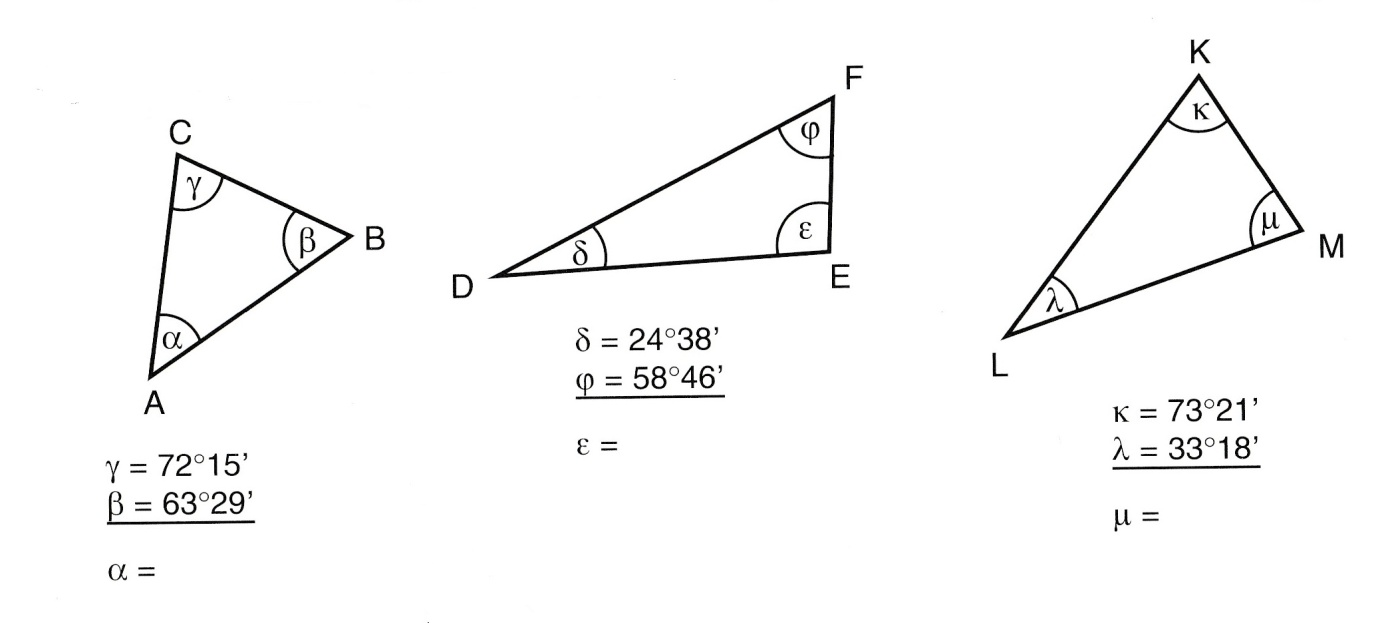 C
γ
β
B
α
A
γ = 72°15’
β = 63°29’
α =
F
φ
ε
δ
D
E
δ = 24°38’
φ = 58°46’
ε =
K
κ
μ
M
λ
L
κ = 73°21’
λ = 33°18’
μ =